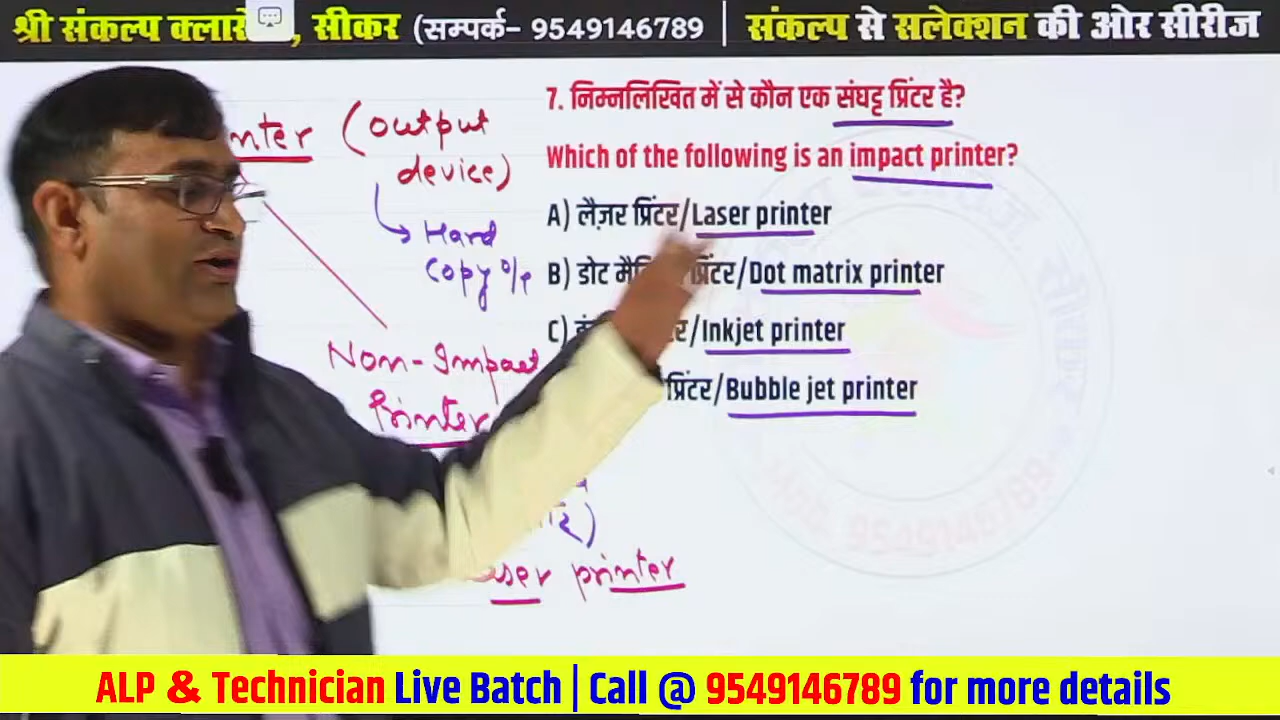 श्री संकल्प क्लासेज, सीकर (सम्पर्क– 9549146789 | संकल्प से सलेक्शन की ओर सीरीज
(output
device)
Hard
Copy o/p
Non-Impact
Printer
Laser printer
7. निम्नलिखित में से कौन एक संघट्ट प्रिंटर है?
Which of the following is an impact printer?
A) लैज़र प्रिंटर/Laser printer
B) डोट प्रिंटर/Dot matrix printer
C) /Inkjet printer
प्रिंटर/Bubble jet printer
ALP & Technician Live Batch | Call @ 9549146789 for more details